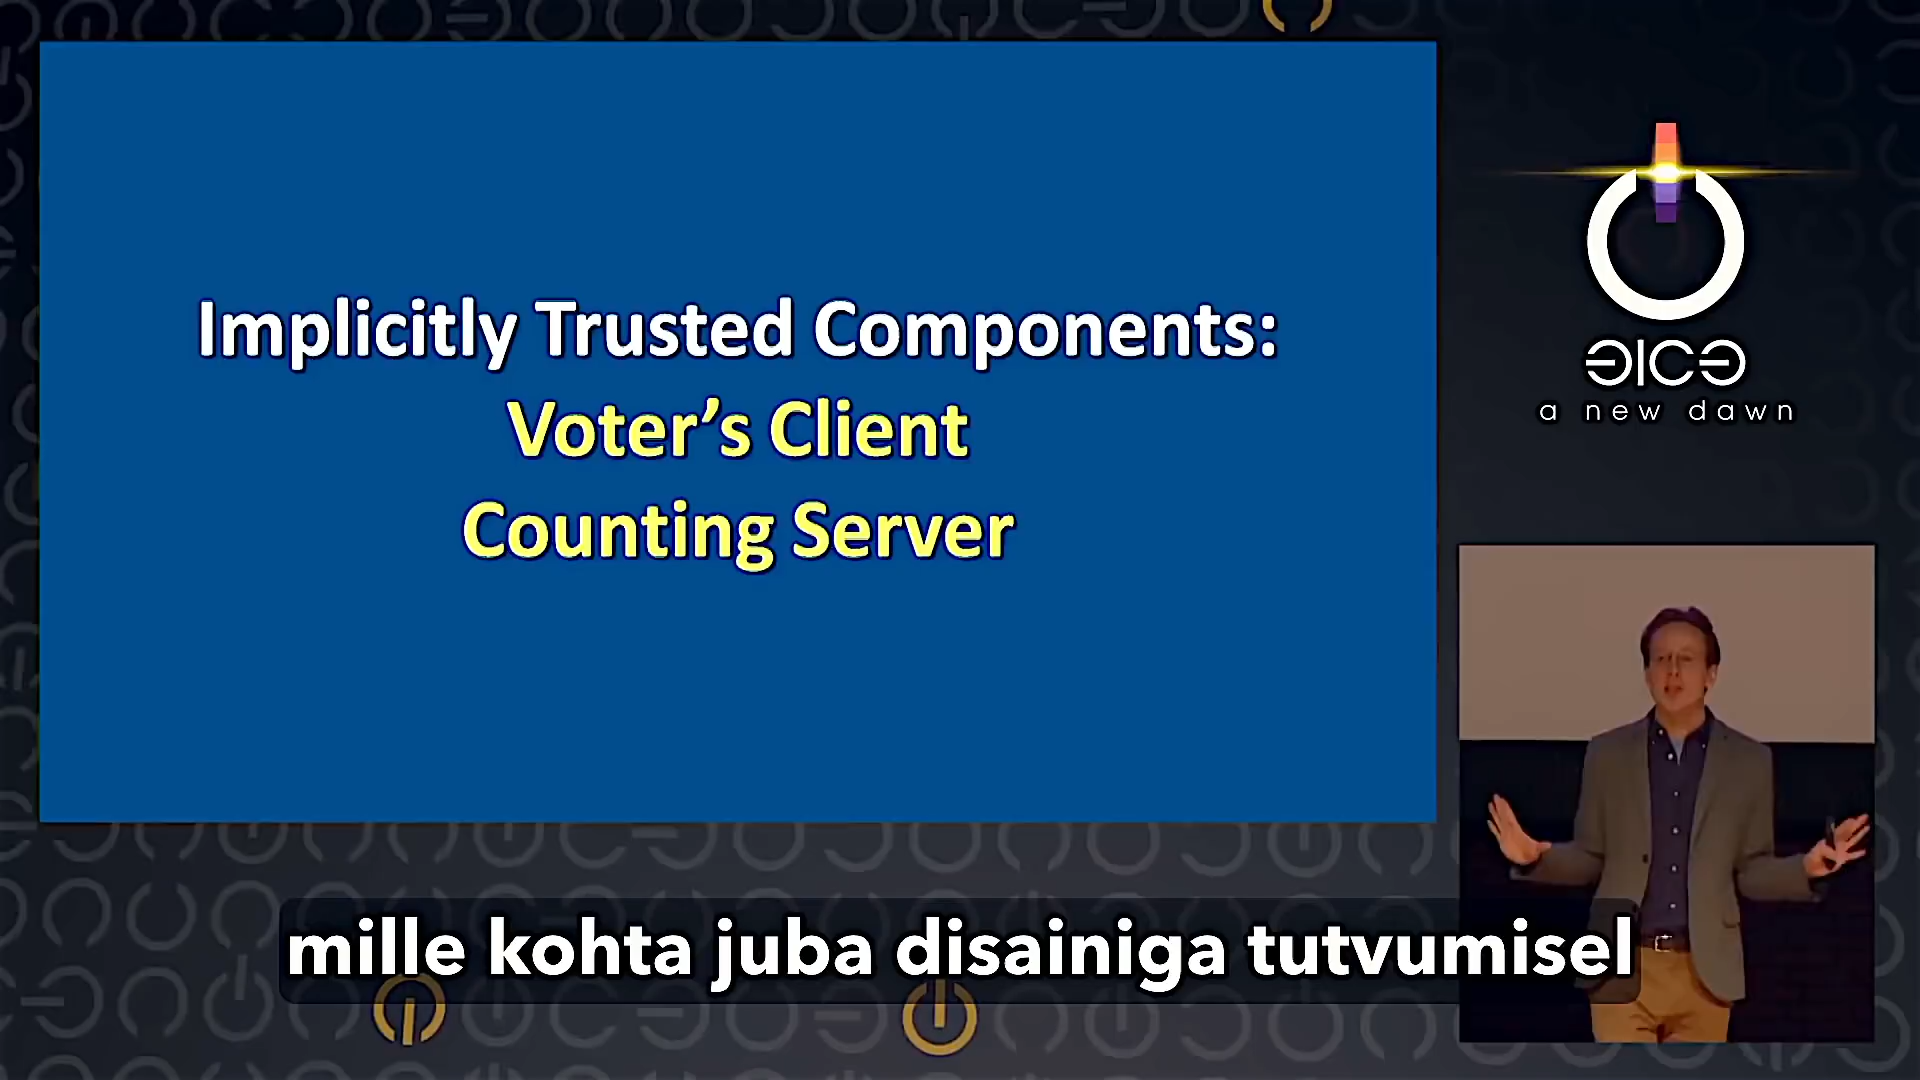 Implicitly Trusted Components:
Voter’s Client
Counting Server
a new dawn
mille kohta juba disainiga tutvumisel